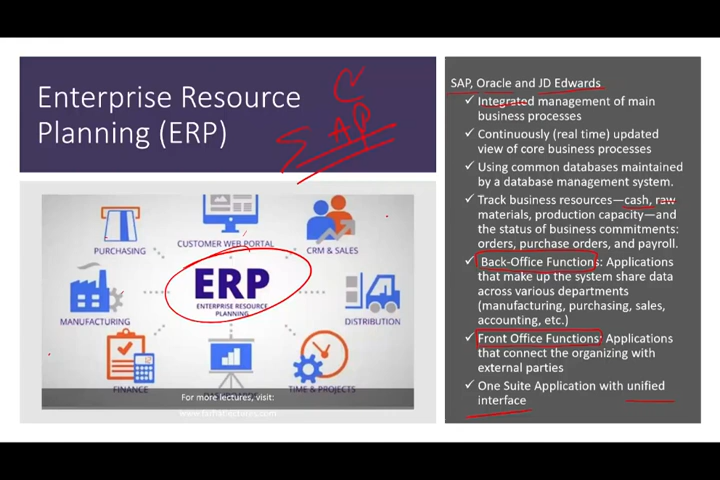 Enterprise Resource
Planning (ERP)
SAP
C
PURCHASING
CUSTOMER WEB PORTAL
CRM & SALES
MANUFACTURING
ERP
ENTERPRISE RESOURCE
PLANNING
DISTRIBUTION
FINANCE
TIME & PROJECTS
For more lectures, visit:
www.farhatlectures.com
SAP, Oracle and JD Edwards
✓ Integrated management of main
business processes
✓ Continuously (real time) updated
view of core business processes
✓ Using common databases maintained
by a database management system.
✓ Track business resources—cash, raw
materials, production capacity—and
the status of business commitments:
orders, purchase orders, and payroll.
✓ Back-Office Functions: Applications
that make up the system share data
across various departments
(manufacturing, purchasing, sales,
accounting, etc.)
✓ Front Office Functions: Applications
that connect the organizing with
external parties
✓ One Suite Application with unified
interface